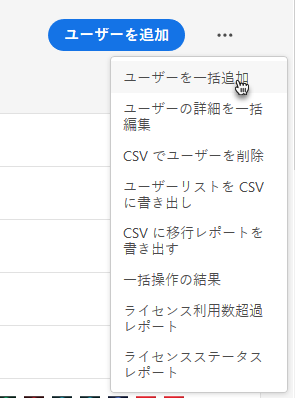 ユーザーを追加
ユーザーを一括追加
ユーザーの詳細を一括
編集
CSV でユーザーを削除
ユーザーリストを CSV
に書き出し
CSV に移行レポートを
書き出す
一括操作の結果
ライセンス利用数超過
レポート
ライセンスステータス
レポート